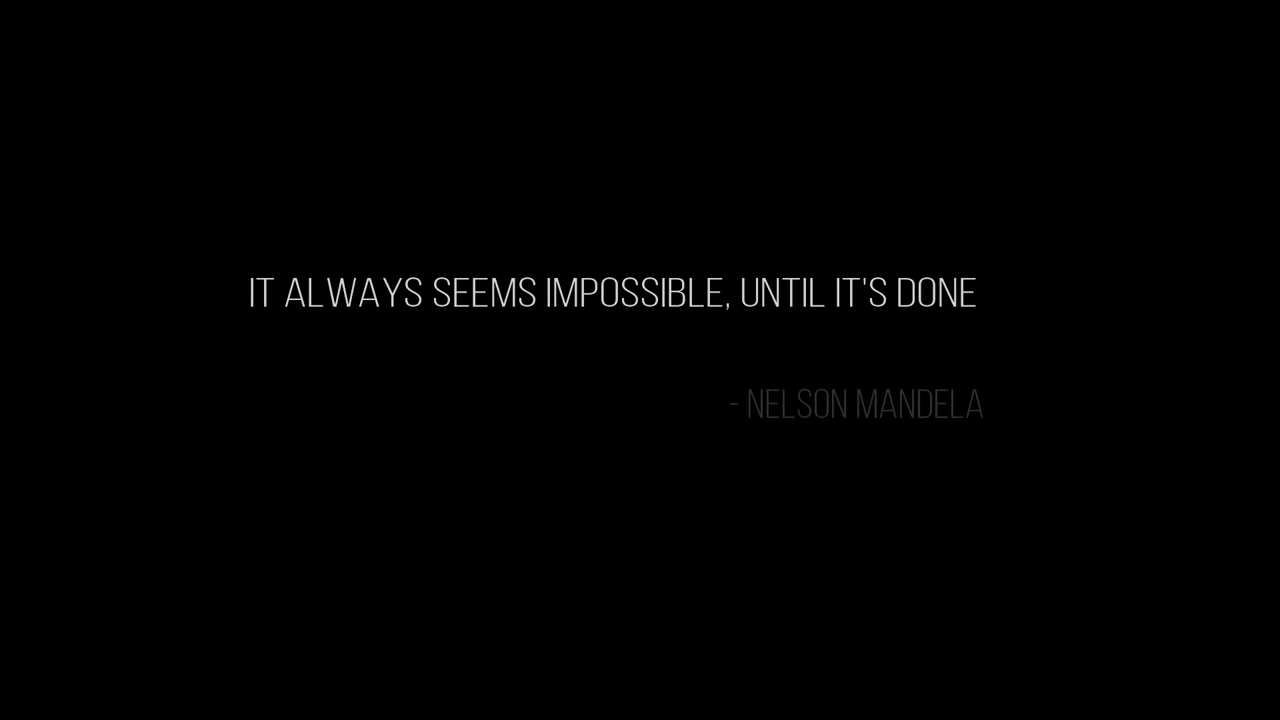 IT ALWAYS SEEMS IMPOSSIBLE, UNTIL IT'S DONE
- NELSON MANDELA